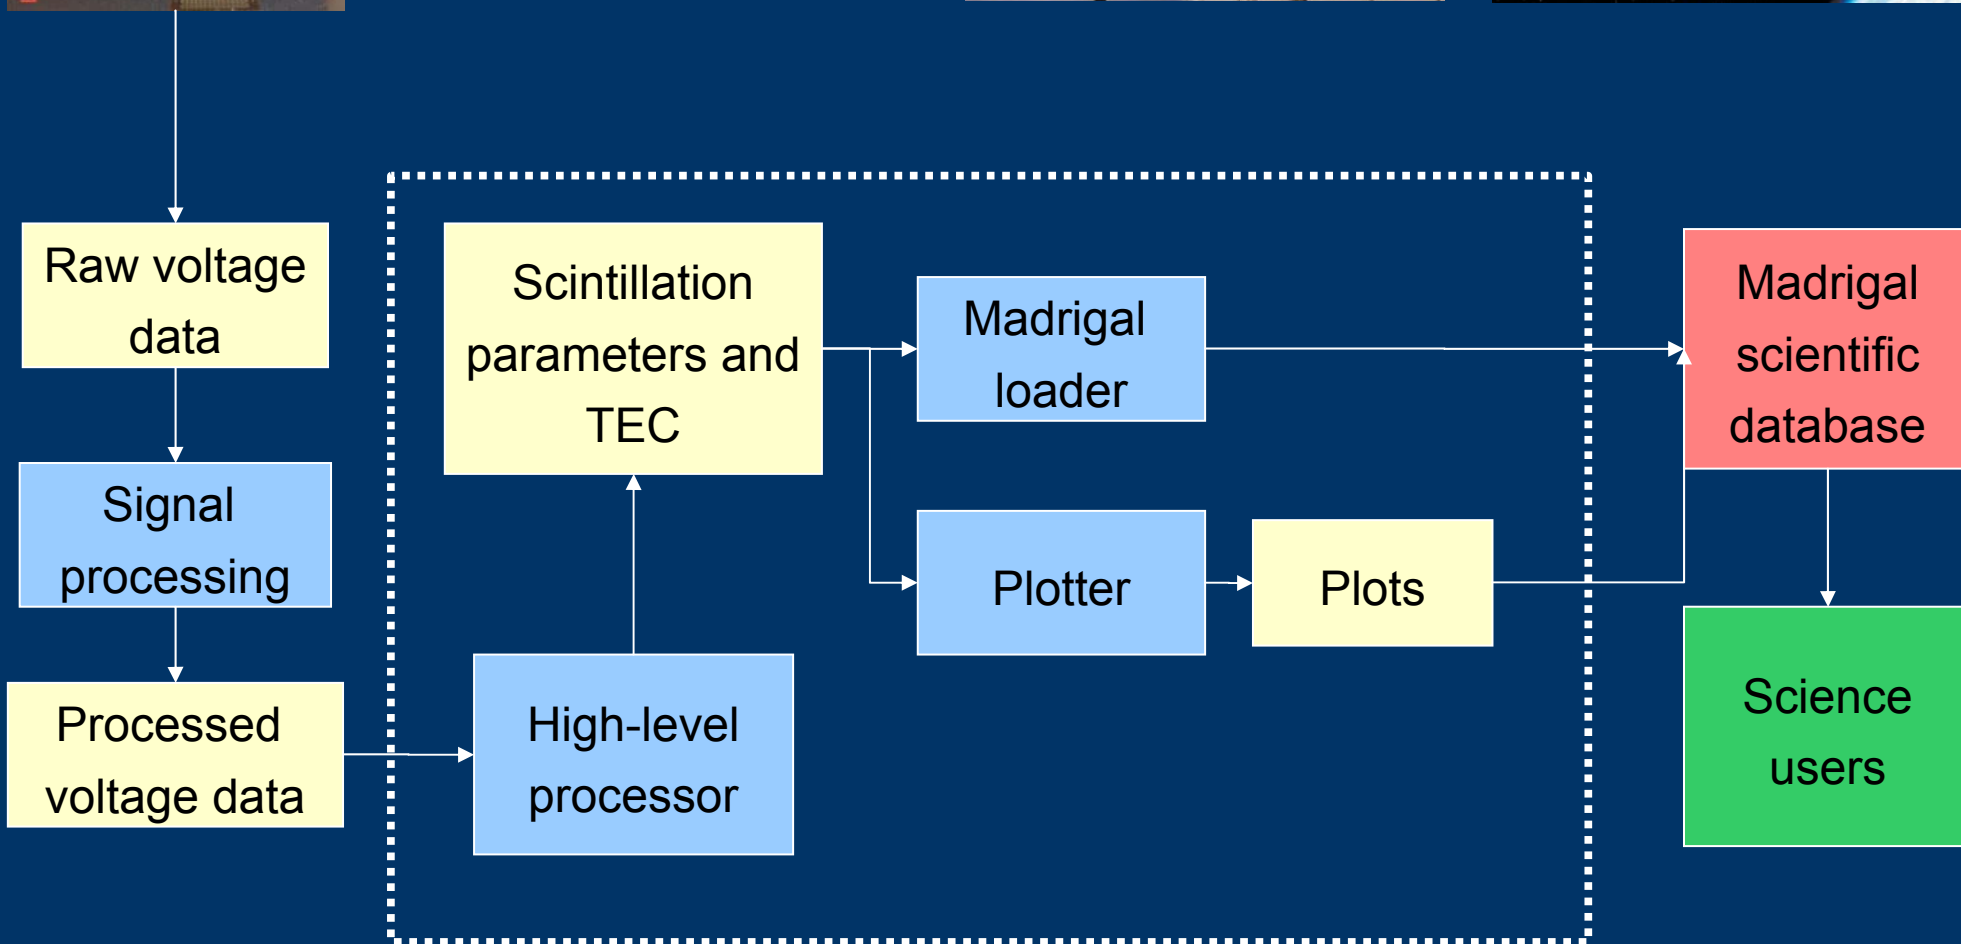 Raw voltage
data
Signal
processing
Processed
voltage data
Scintillation
parameters and
TEC
High-level
processor
Madrigal
loader
Plotter
Plots
Madrigal
scientific
database
Science
users